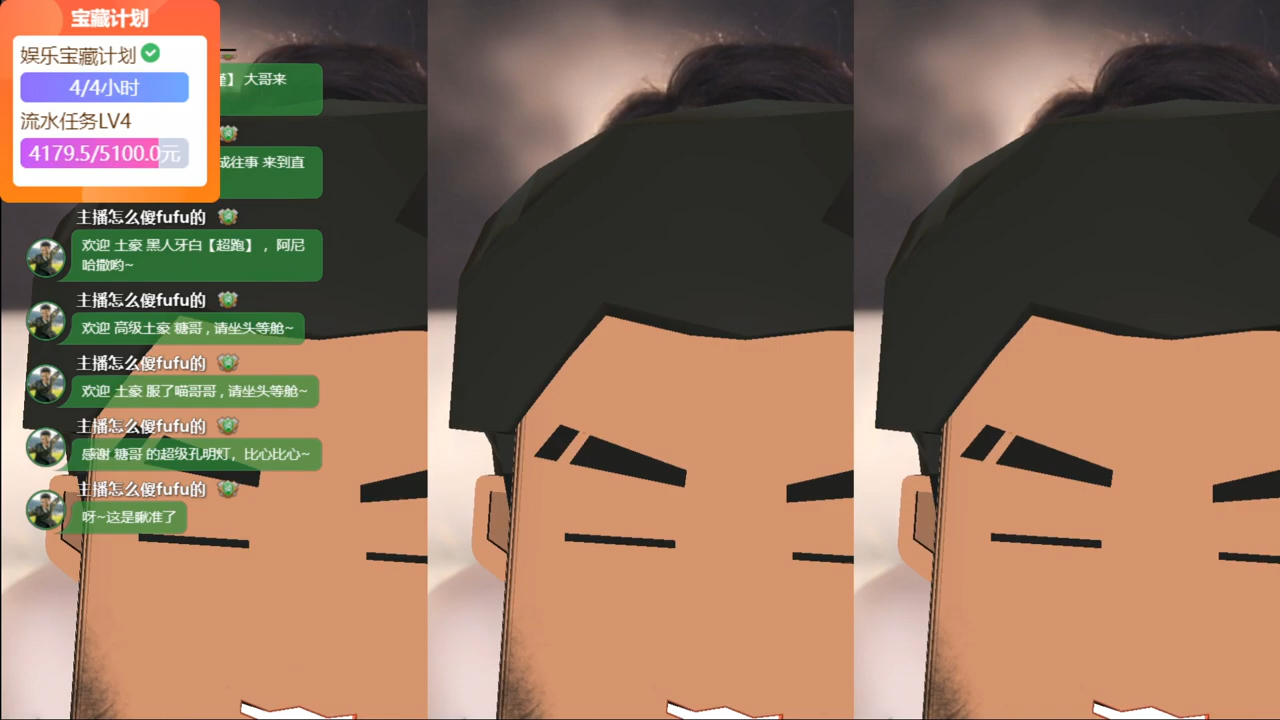 宝藏计划
娱乐宝藏计划
4/4小时
流水任务LV4
4179.5/5100.0元
】 大哥来
成往事 来到直
主播怎么傻fufu的
欢迎 土豪 黑人牙白【超跑】，阿尼
哈撒哟~
主播怎么傻fufu的
欢迎 高级土豪 糖哥，请坐头等舱~
主播怎么傻fufu的
欢迎 土豪 服了喵哥哥，请坐头等舱~
主播怎么傻fufu的
感谢 糖哥 的超级孔明灯，比心比心~
主播怎么傻fufu的
呀~这是瞅准了